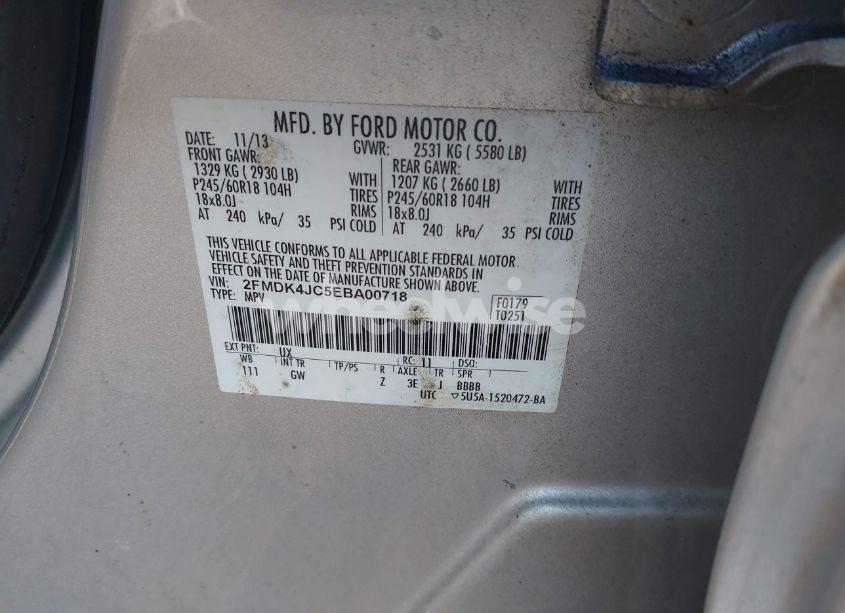 MFD. BY FORD MOTOR CO.
DATE: 11/13 GVWR: 2531 KG ( 5580 LB)
FRONT GAWR: REAR GAWR:
1329 KG ( 2930 LB) WITH 1207 KG ( 2660 LB) WITH
P245/60R18 104H TIRES P245/60R18 104H TIRES
18x8.0J RIMS 18x8.0J RIMS
AT 240 kPa/ 35 PSI COLD AT 240 kPa/ 35 PSI COLD
THIS VEHICLE CONFORMS TO ALL APPLICABLE FEDERAL MOTOR
VEHICLE SAFETY AND THEFT PREVENTION STANDARDS IN
EFFECT ON THE DATE OF MANUFACTURE SHOWN ABOVE.
VIN: 2FMDK4JC5EBA00718 F0179
TYPE: MPV T0251
wheelwise
EXT PNT: UX RC: 11 DSO:
WB INT TR TP/PS R AXLE TR SPR
111 GW Z 3E J BBBB
UTC ▽5U5A-1520472-BA